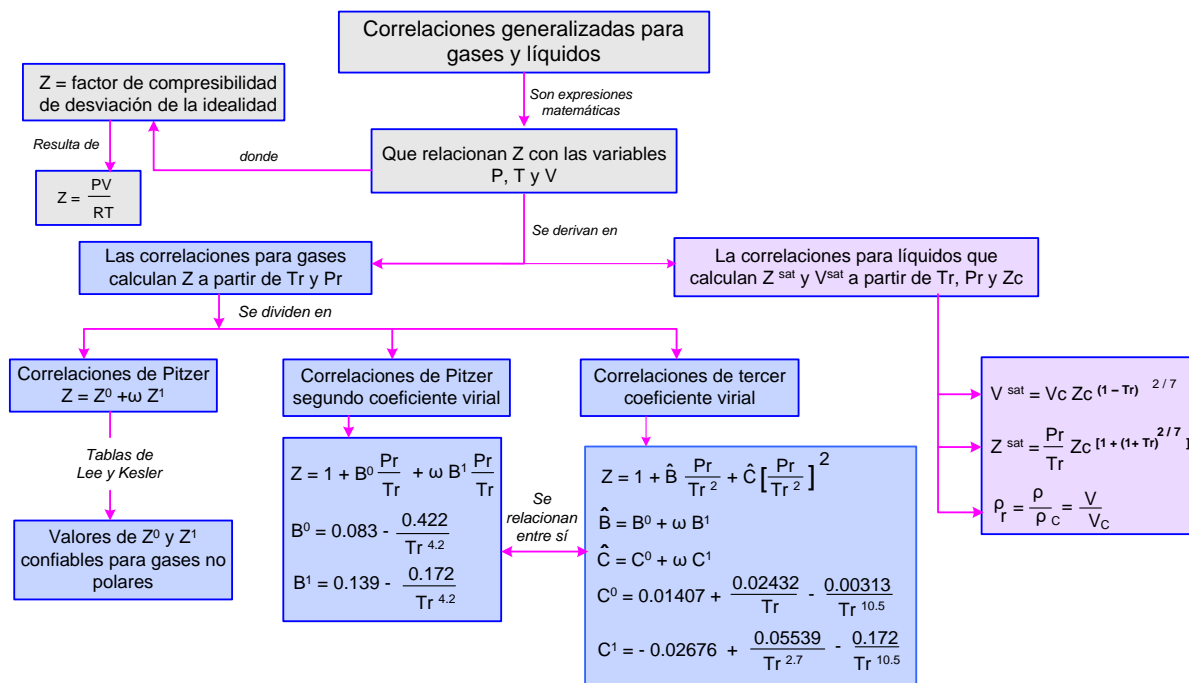 Correlaciones generalizadas para
gases y líquidos
Z = factor de compresibilidad
de desviación de la idealidad
Son expresiones
matemáticas
Resulta de
donde
Que relacionan Z con las variables
P, T y V
Z = PV / RT
Se derivan en
Las correlaciones para gases
calculan Z a partir de Tr y Pr
La correlaciones para líquidos que
calculan Z ˢᵃᵗ y Vˢᵃᵗ a partir de Tr, Pr y Zc
Se dividen en
Correlaciones de Pitzer
Z = Z⁰ +ω Z¹
Correlaciones de Pitzer
segundo coeficiente virial
Correlaciones de tercer
coeficiente virial
Tablas de
Lee y Kesler
Valores de Z⁰ y Z¹
confiables para gases no
polares
Z = 1 + B⁰ Pr/Tr + ω B¹ Pr/Tr
B⁰ = 0.083 - 0.422 / Tr ^4.2
B¹ = 0.139 - 0.172 / Tr ^4.2
Se
relacionan
entre sí
Z = 1 + B̂ Pr/Tr ² + Ĉ [Pr/Tr ²]²
B̂ = B⁰ + ω B¹
Ĉ = C⁰ + ω C¹
C⁰ = 0.01407 + 0.02432/Tr - 0.00313/Tr ^10.5
C¹ = - 0.02676 + 0.05539/Tr ^2.7 - 0.172/Tr ^10.5
V ˢᵃᵗ = Vc Zc ^(1 – Tr) ^2 / 7
Z ˢᵃᵗ = Pr/Tr Zc ^[1 + (1+ Tr)^2 / 7 ]
ρr = ρ/ρC = V/VC